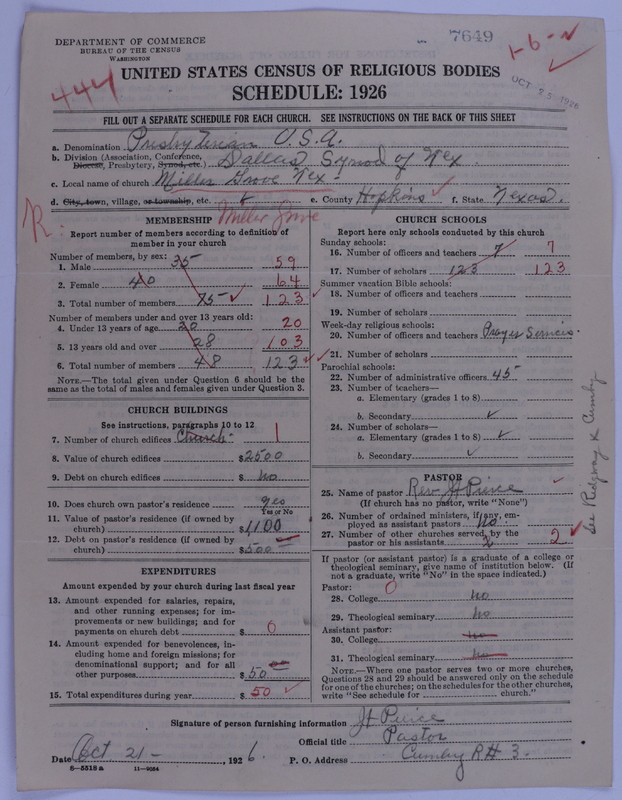 DEPARTMENT OF COMMERCE
BUREAU OF THE CENSUS
WASHINGTON
7649
1-6-
OCT 25 1926
444
UNITED STATES CENSUS OF RELIGIOUS BODIES
SCHEDULE: 1926
FILL OUT A SEPARATE SCHEDULE FOR EACH CHURCH. SEE INSTRUCTIONS ON THE BACK OF THIS SHEET
a. Denomination Presbyterian U.S.A.
b. Division (Association, Conference, Diocese, Presbytery, Synod, etc.) Dallas Synod of Tex.
c. Local name of church Miller Grove Tex.
d. City, town, village, or township, etc. e. County Hopkins f. State Texas.
R: Miller Grove
MEMBERSHIP
Report number of members according to definition of member in your church
Number of members, by sex:
1. Male 35 59
2. Female 40 64
3. Total number of members 75 123
Number of members under and over 13 years old:
4. Under 13 years of age 20 20
5. 13 years old and over 28 103
6. Total number of members 48 123
NOTE.—The total given under Question 6 should be the same as the total of males and females given under Question 3.
CHURCH BUILDINGS
See instructions, paragraphs 10 to 12
7. Number of church edifices Church 1
8. Value of church edifices $2500
9. Debt on church edifices $ No
10. Does church own pastor's residence yes
Yes or No
11. Value of pastor's residence (if owned by church) $1,100
12. Debt on pastor's residence (if owned by church) $500
EXPENDITURES
Amount expended by your church during last fiscal year
13. Amount expended for salaries, repairs, and other running expenses; for improvements or new buildings; and for payments on church debt $ 0
14. Amount expended for benevolences, including home and foreign missions; for denominational support; and for all other purposes $50
15. Total expenditures during year $ 50
CHURCH SCHOOLS
Report here only schools conducted by this church
Sunday schools:
16. Number of officers and teachers 7 7
17. Number of scholars 123 123
Summer vacation Bible schools:
18. Number of officers and teachers
19. Number of scholars
Week-day religious schools:
20. Number of officers and teachers Prayer Services.
21. Number of scholars
Parochial schools:
22. Number of administrative officers 45
23. Number of teachers—
a. Elementary (grades 1 to 8)
b. Secondary
24. Number of scholars—
a. Elementary (grades 1 to 8)
b. Secondary
PASTOR
25. Name of pastor Rev. Pierce
(If church has no pastor, write "None")
26. Number of ordained ministers, if any, employed as assistant pastors No
27. Number of other churches served by the pastor or his assistants 2
If pastor (or assistant pastor) is a graduate of a college or theological seminary, give name of institution below. (If not a graduate, write "No" in the space indicated.)
Pastor: 0
28. College No
29. Theological seminary No
Assistant pastor:
30. College No
31. Theological seminary No
NOTE.—Where one pastor serves two or more churches, Questions 28 and 29 should be answered only on the schedule for one of the churches; on the schedules for the other churches, write "See schedule for church."
See Ridgway & Cumby
Signature of person furnishing information Pierce
Official title Pastor
Date Oct 21-, 1926. P. O. Address Cumby R# 3.
8—5518 a 11—9034